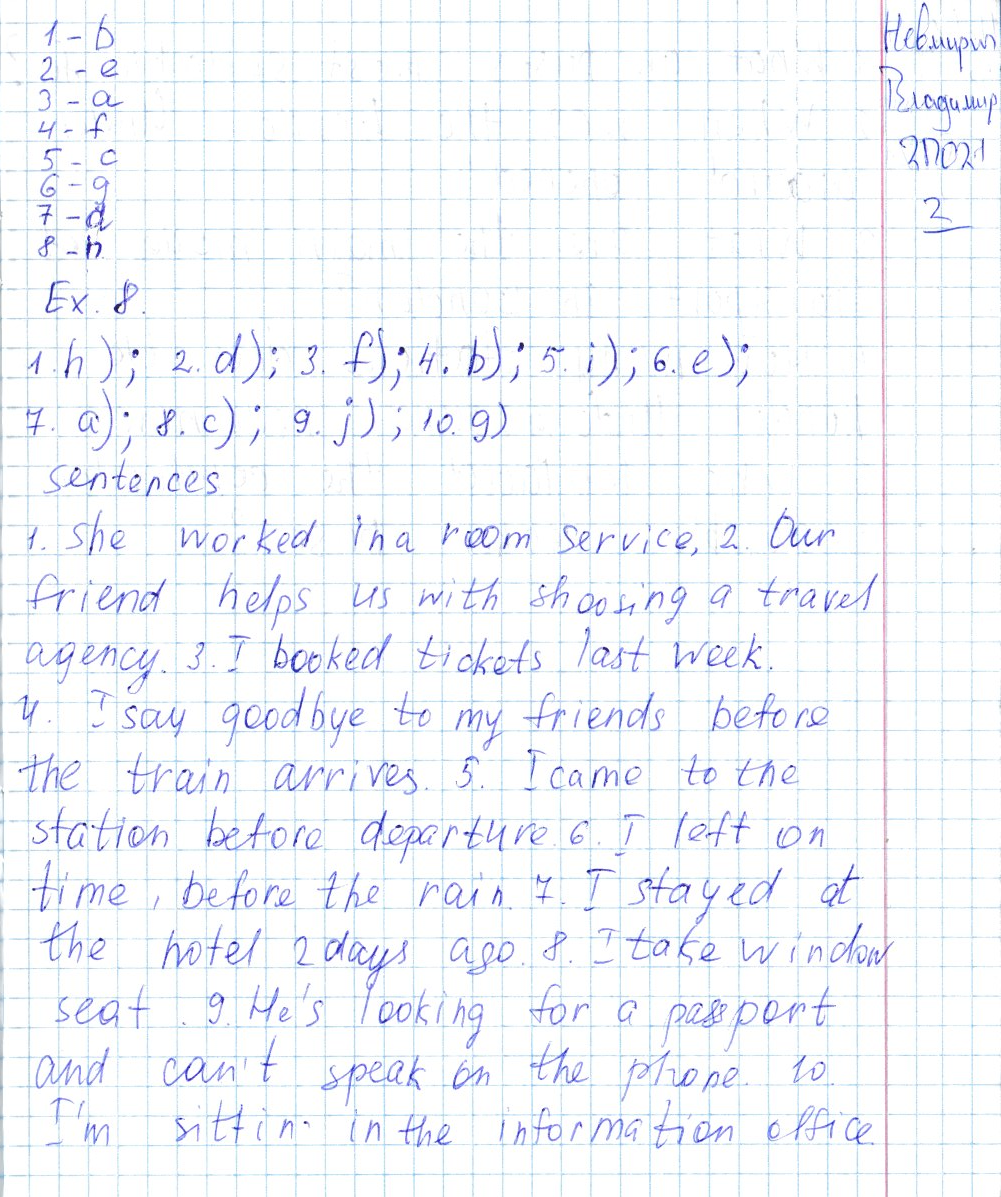 1 - b
2 - e
3 - a
4 - f
5 - c
6 - g
7 - d
8 - h
Ex. 8.
1. h); 2. d); 3. f); 4. b); 5. i); 6. e);
7. a); 8. c); 9. j); 10. g)
sentences
1. She worked in a room service, 2. Our
friend helps us with shoosing a travel
agency. 3. I booked tickets last week.
4. I say goodbye to my friends before
the train arrives. 5. I came to the
station before departure. 6. I left on
time, before the rain. 7. I stayed at
the hotel 2 days ago. 8. I take window
seat. 9. He's looking for a passport
and can't speak on the phone. 10.
I'm sittin in the information office
Владимир
2П021
2